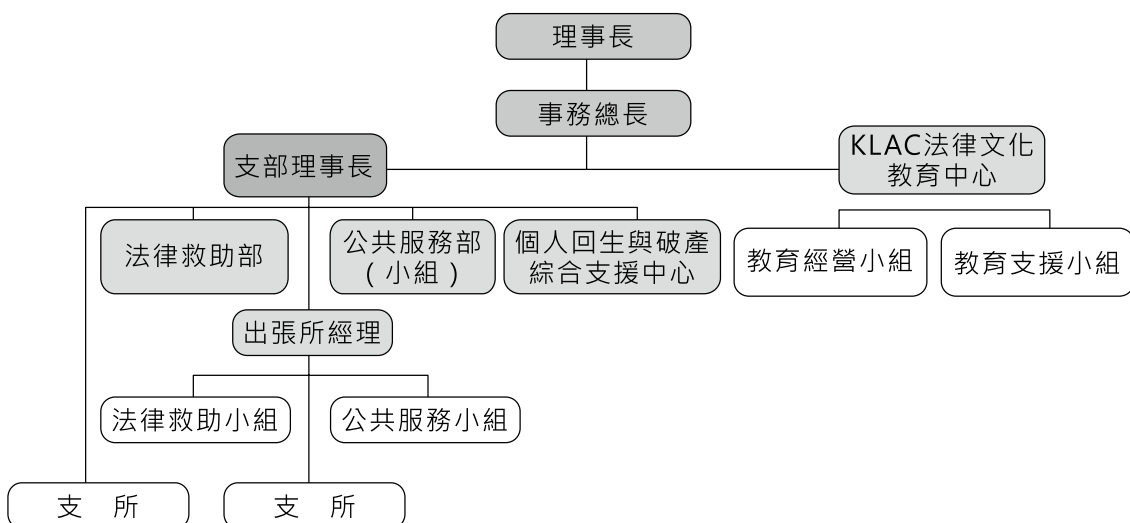 理事長
事務總長
支部理事長
KLAC法律文化
教育中心
法律救助部
公共服務部
（小組）
個人回生與破產
綜合支援中心
教育經營小組
教育支援小組
出張所經理
法律救助小組
公共服務小組
支　所
支　所